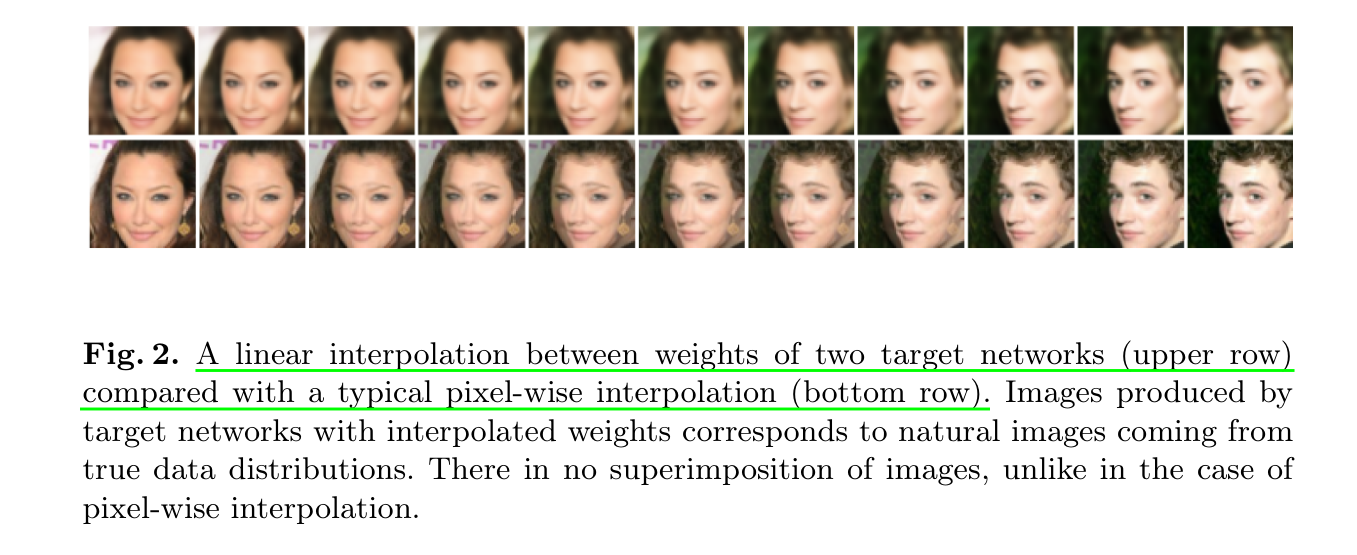 Fig. 2. A linear interpolation between weights of two target networks (upper row)
compared with a typical pixel-wise interpolation (bottom row). Images produced by
target networks with interpolated weights corresponds to natural images coming from
true data distributions. There in no superimposition of images, unlike in the case of
pixel-wise interpolation.